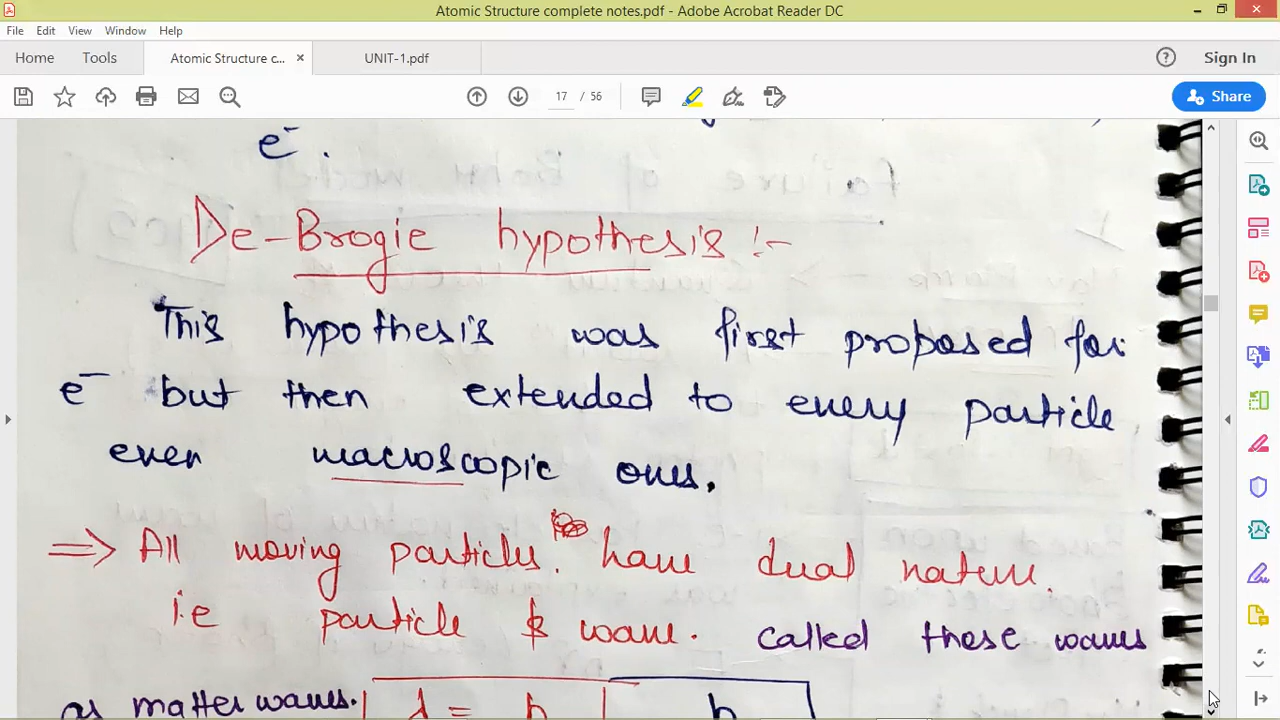 Atomic Structure complete notes.pdf - Adobe Acrobat Reader DC
File Edit View Window Help
Home Tools Atomic Structure c... × UNIT-1.pdf ? Sign In
17 / 56 Share
e⁻.
De-Brogie hypothesis :-
This hypothesis was first proposed for
e⁻ but then extended to every particle
even macroscopic ones.
⇒ All moving particles have dual nature.
i.e particle & wave. called these waves
as matter waves. λ = h h